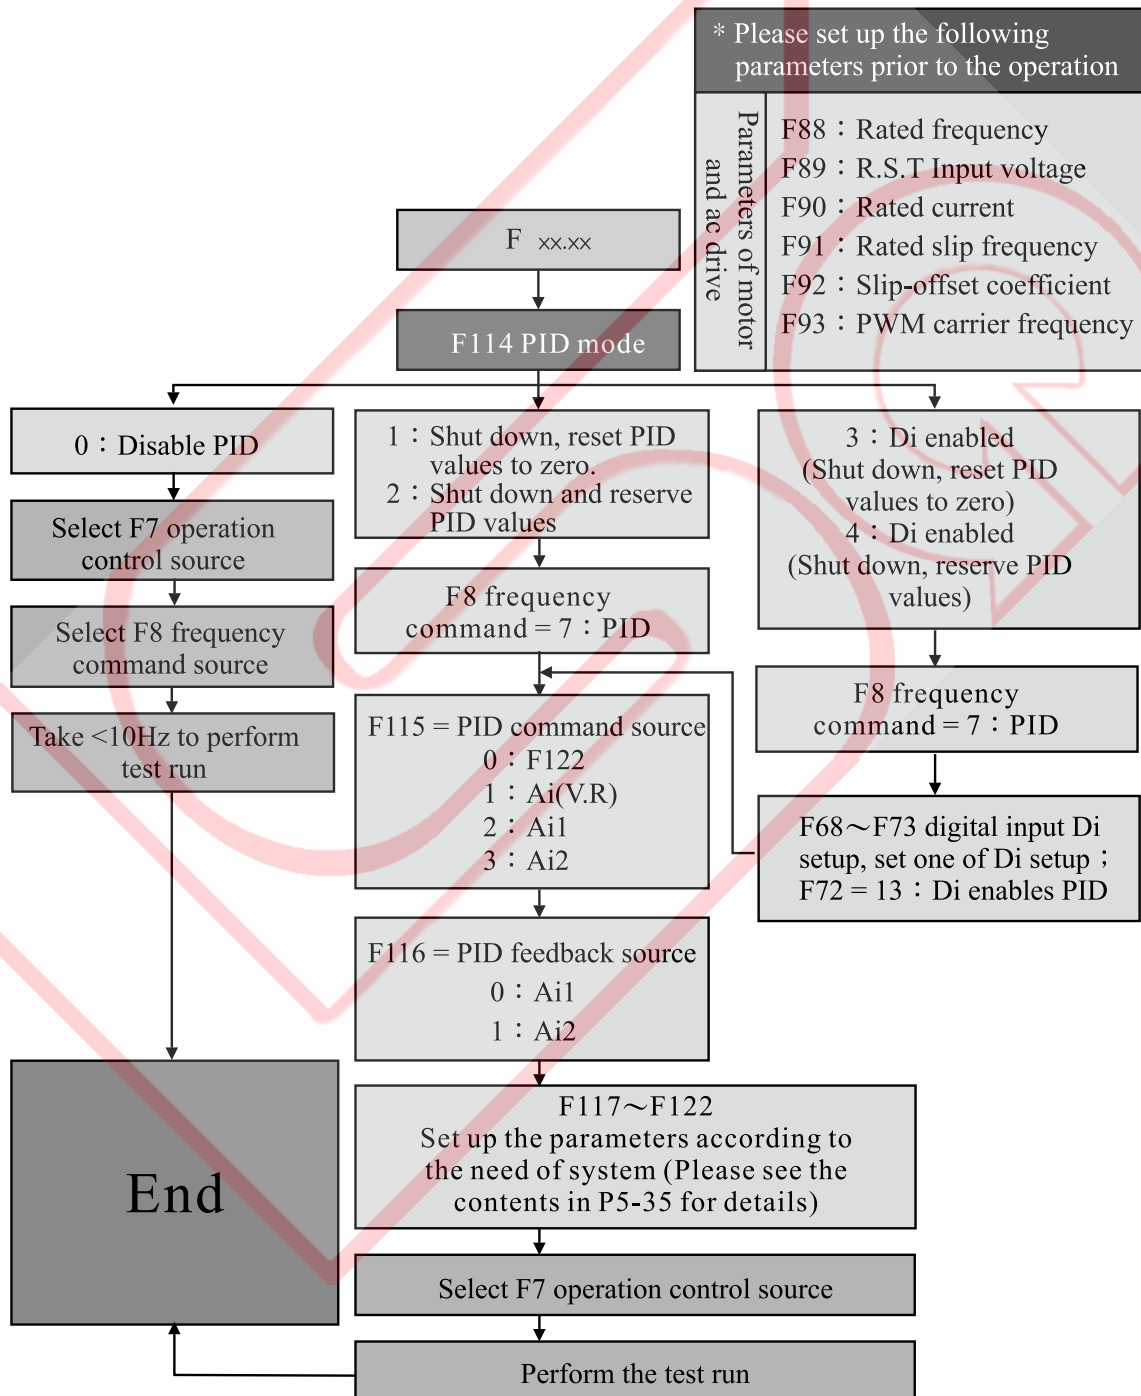 * Please set up the following
parameters prior to the operation
Parameters of motor
and ac drive
F88：Rated frequency
F89：R.S.T Input voltage
F90：Rated current
F91：Rated slip frequency
F92：Slip-offset coefficient
F93：PWM carrier frequency
F xx.xx
F114 PID mode
0：Disable PID
Select F7 operation
control source
Select F8 frequency
command source
Take <10Hz to perform
test run
1：Shut down, reset PID
values to zero.
2：Shut down and reserve
PID values
F8 frequency
command = 7：PID
F115 = PID command source
0：F122
1：Ai(V.R)
2：Ai1
3：Ai2
F116 = PID feedback source
0：Ai1
1：Ai2
F117～F122
Set up the parameters according to
the need of system (Please see the
contents in P5-35 for details)
Select F7 operation control source
Perform the test run
3：Di enabled
(Shut down, reset PID
values to zero)
4：Di enabled
(Shut down, reserve PID
values)
F8 frequency
command = 7：PID
F68～F73 digital input Di
setup, set one of Di setup；
F72 = 13：Di enables PID
End